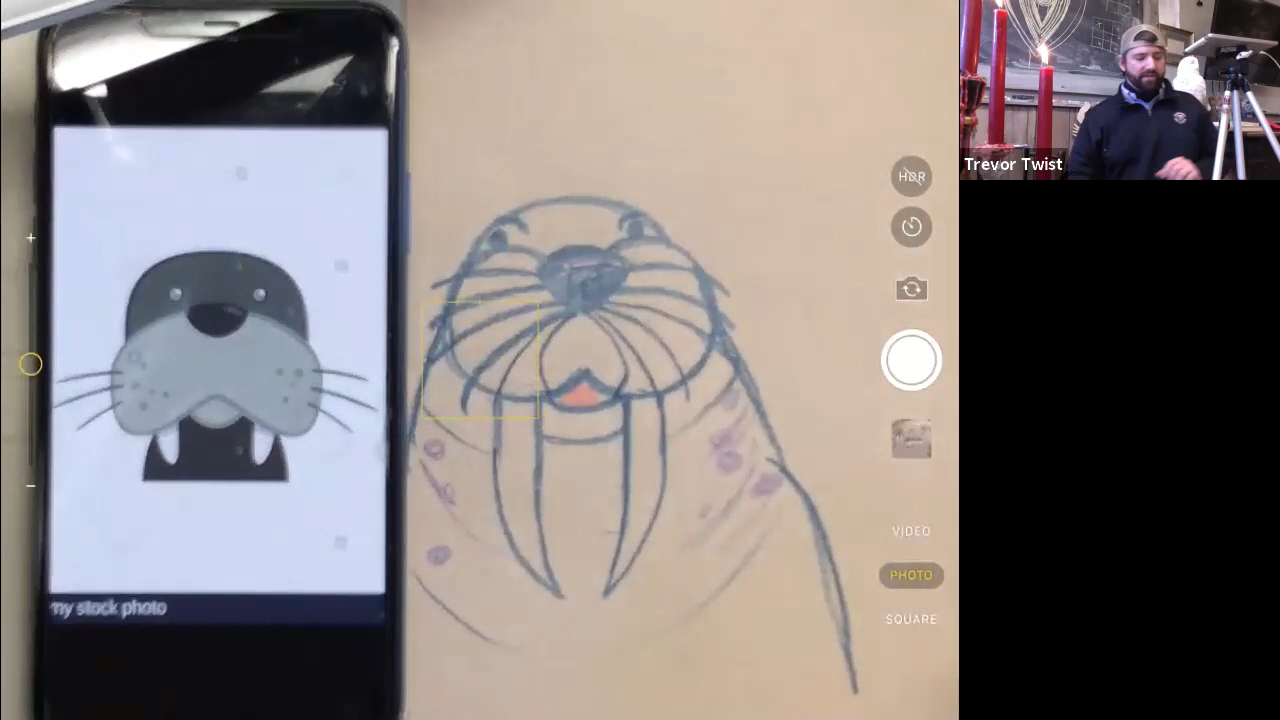 HDR
Trevor Twist
VIDEO
PHOTO
my stock photo
SQUARE